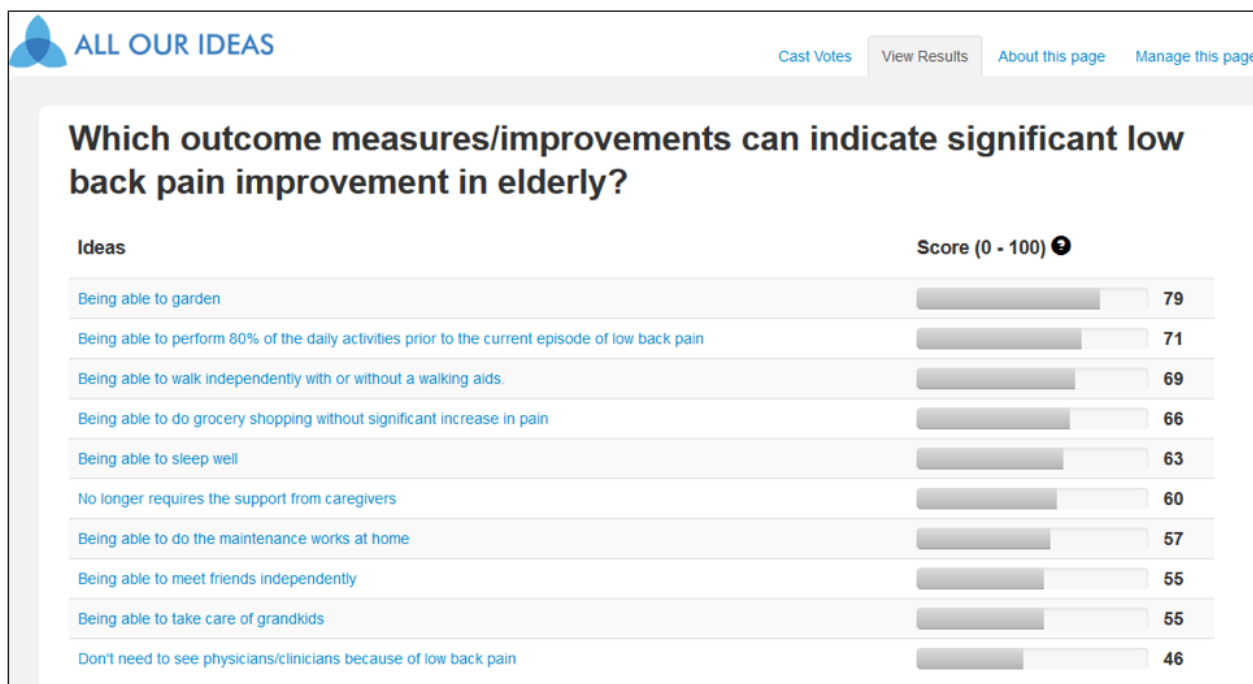 ALL OUR IDEAS
Cast Votes View Results About this page Manage this page
Which outcome measures/improvements can indicate significant low
back pain improvement in elderly?
Ideas Score (0 - 100) ?
Being able to garden 79
Being able to perform 80% of the daily activities prior to the current episode of low back pain 71
Being able to walk independently with or without a walking aids. 69
Being able to do grocery shopping without significant increase in pain 66
Being able to sleep well 63
No longer requires the support from caregivers 60
Being able to do the maintenance works at home 57
Being able to meet friends independently 55
Being able to take care of grandkids 55
Don't need to see physicians/clinicians because of low back pain 46